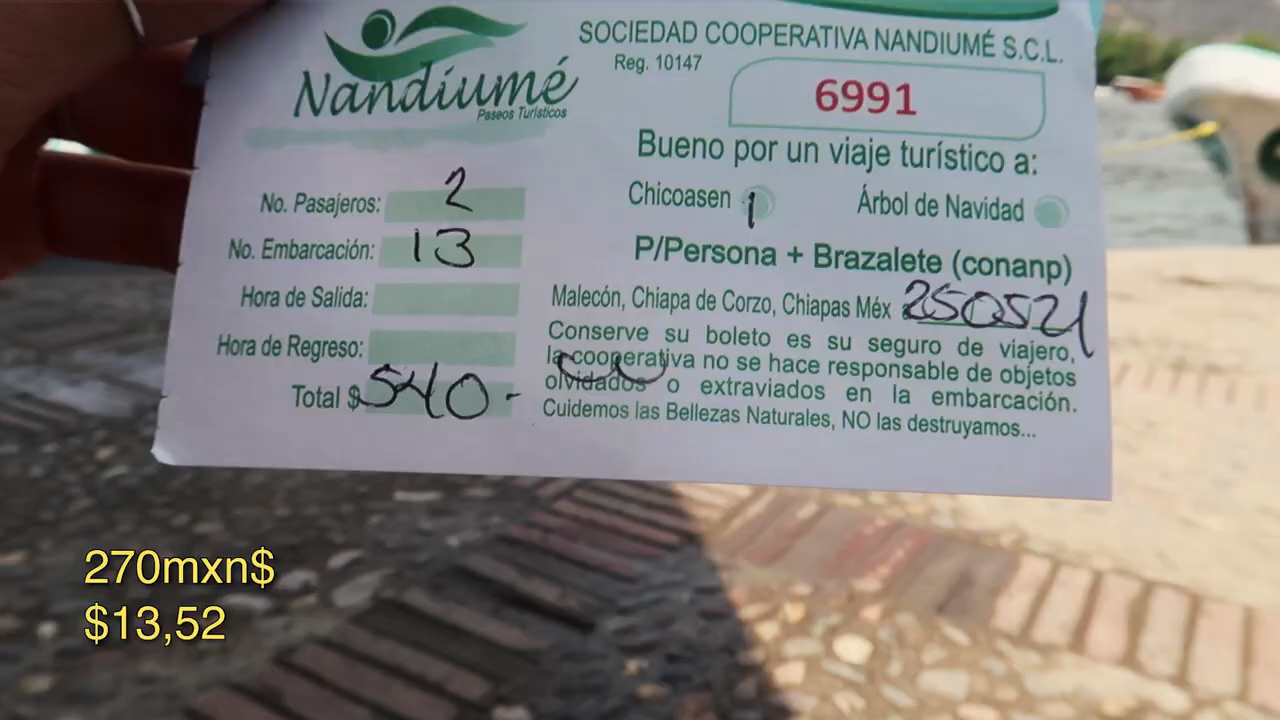 Nandiumé
Paseos Turísticos
SOCIEDAD COOPERATIVA NANDIUMÉ S.C.L.
Reg. 10147
6991
Bueno por un viaje turístico a:
Chicoasen 1 Árbol de Navidad
P/Persona + Brazalete (conanp)
No. Pasajeros: 2
No. Embarcación: 13
Hora de Salida:
Hora de Regreso:
Total $ 540.-
Malecón, Chiapa de Corzo, Chiapas Méx 250521
Conserve su boleto es su seguro de viajero,
la cooperativa no se hace responsable de objetos
olvidados o extraviados en la embarcación.
Cuidemos las Bellezas Naturales, NO las destruyamos...
270mxn$
$13,52